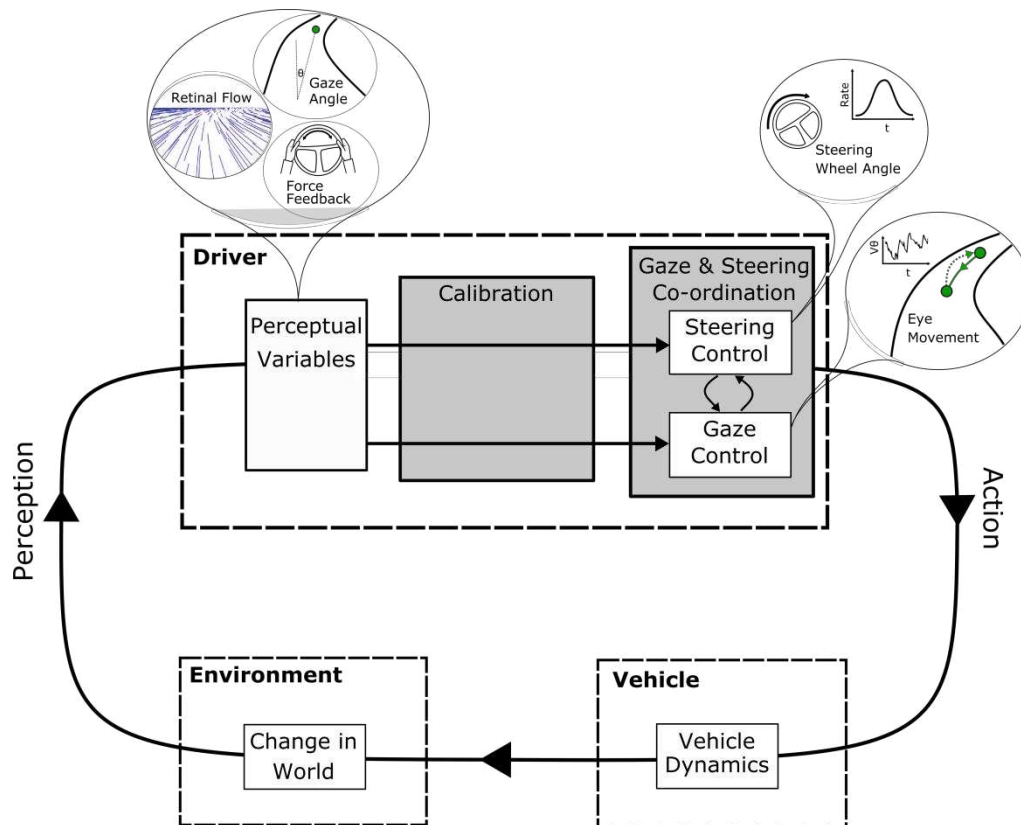 Gaze
Angle
θ
Retinal Flow
Force
Feedback
Rate
t
Steering
Wheel Angle
Vθ
t
Eye
Movement
Driver
Perceptual
Variables
Calibration
Gaze & Steering
Co-ordination
Steering
Control
Gaze
Control
Perception
Action
Environment
Change in
World
Vehicle
Vehicle
Dynamics